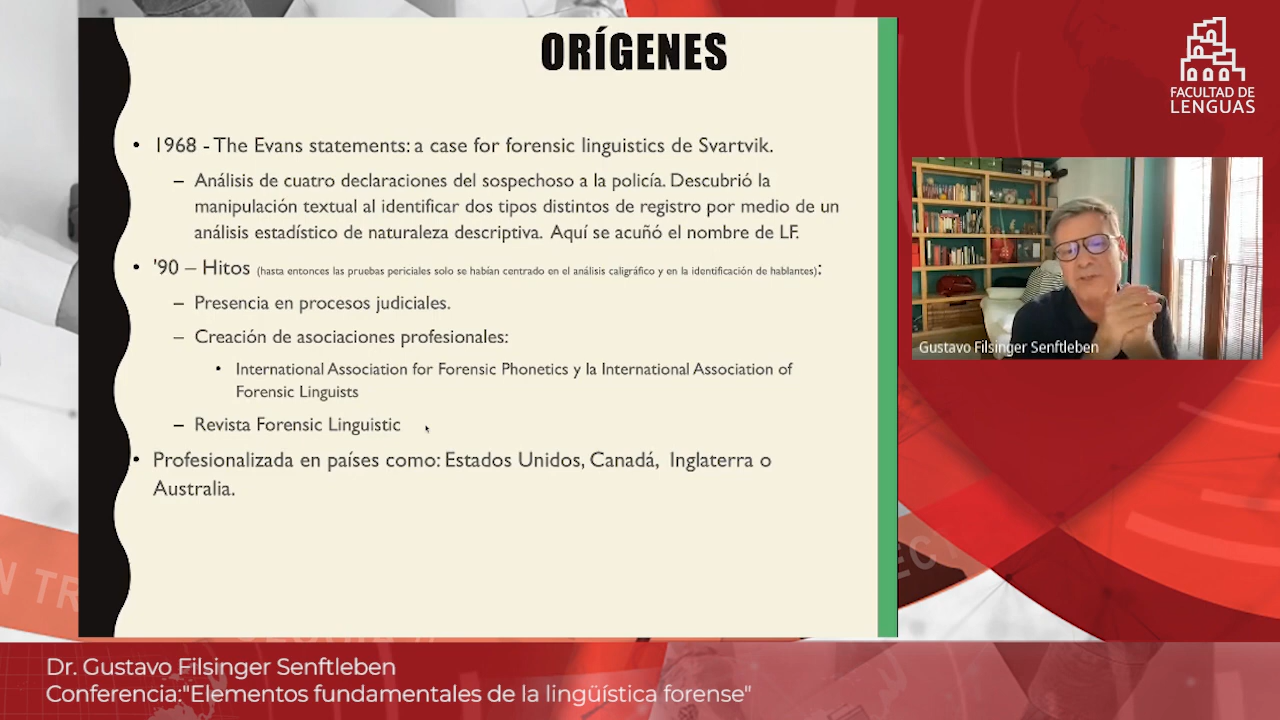 ORÍGENES
• 1968 - The Evans statements: a case for forensic linguistics de Svartvik.
– Análisis de cuatro declaraciones del sospechoso a la policía. Descubrió la
manipulación textual al identificar dos tipos distintos de registro por medio de un
análisis estadístico de naturaleza descriptiva. Aquí se acuñó el nombre de LF.
• '90 – Hitos (hasta entonces las pruebas periciales solo se habían centrado en el análisis caligráfico y en la identificación de hablantes):
– Presencia en procesos judiciales.
– Creación de asociaciones profesionales:
• International Association for Forensic Phonetics y la International Association of
Forensic Linguists
– Revista Forensic Linguistic
• Profesionalizada en países como: Estados Unidos, Canadá, Inglaterra o
Australia.
FACULTAD DE
LENGUAS
Gustavo Filsinger Senftleben
N TR
Dr. Gustavo Filsinger Senftleben
Conferencia:"Elementos fundamentales de la lingüística forense"